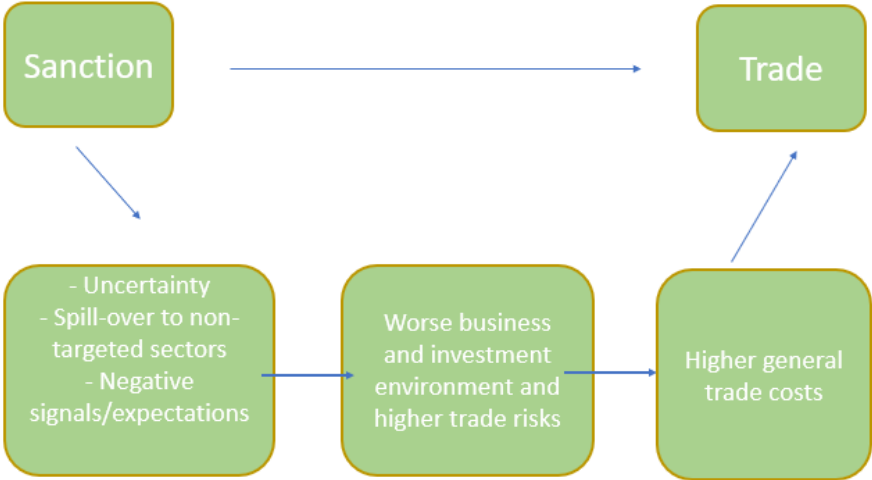 Sanction
Trade
- Uncertainty
- Spill-over to non-
targeted sectors
- Negative
signals/expectations
Worse business
and investment
environment and
higher trade risks
Higher general
trade costs